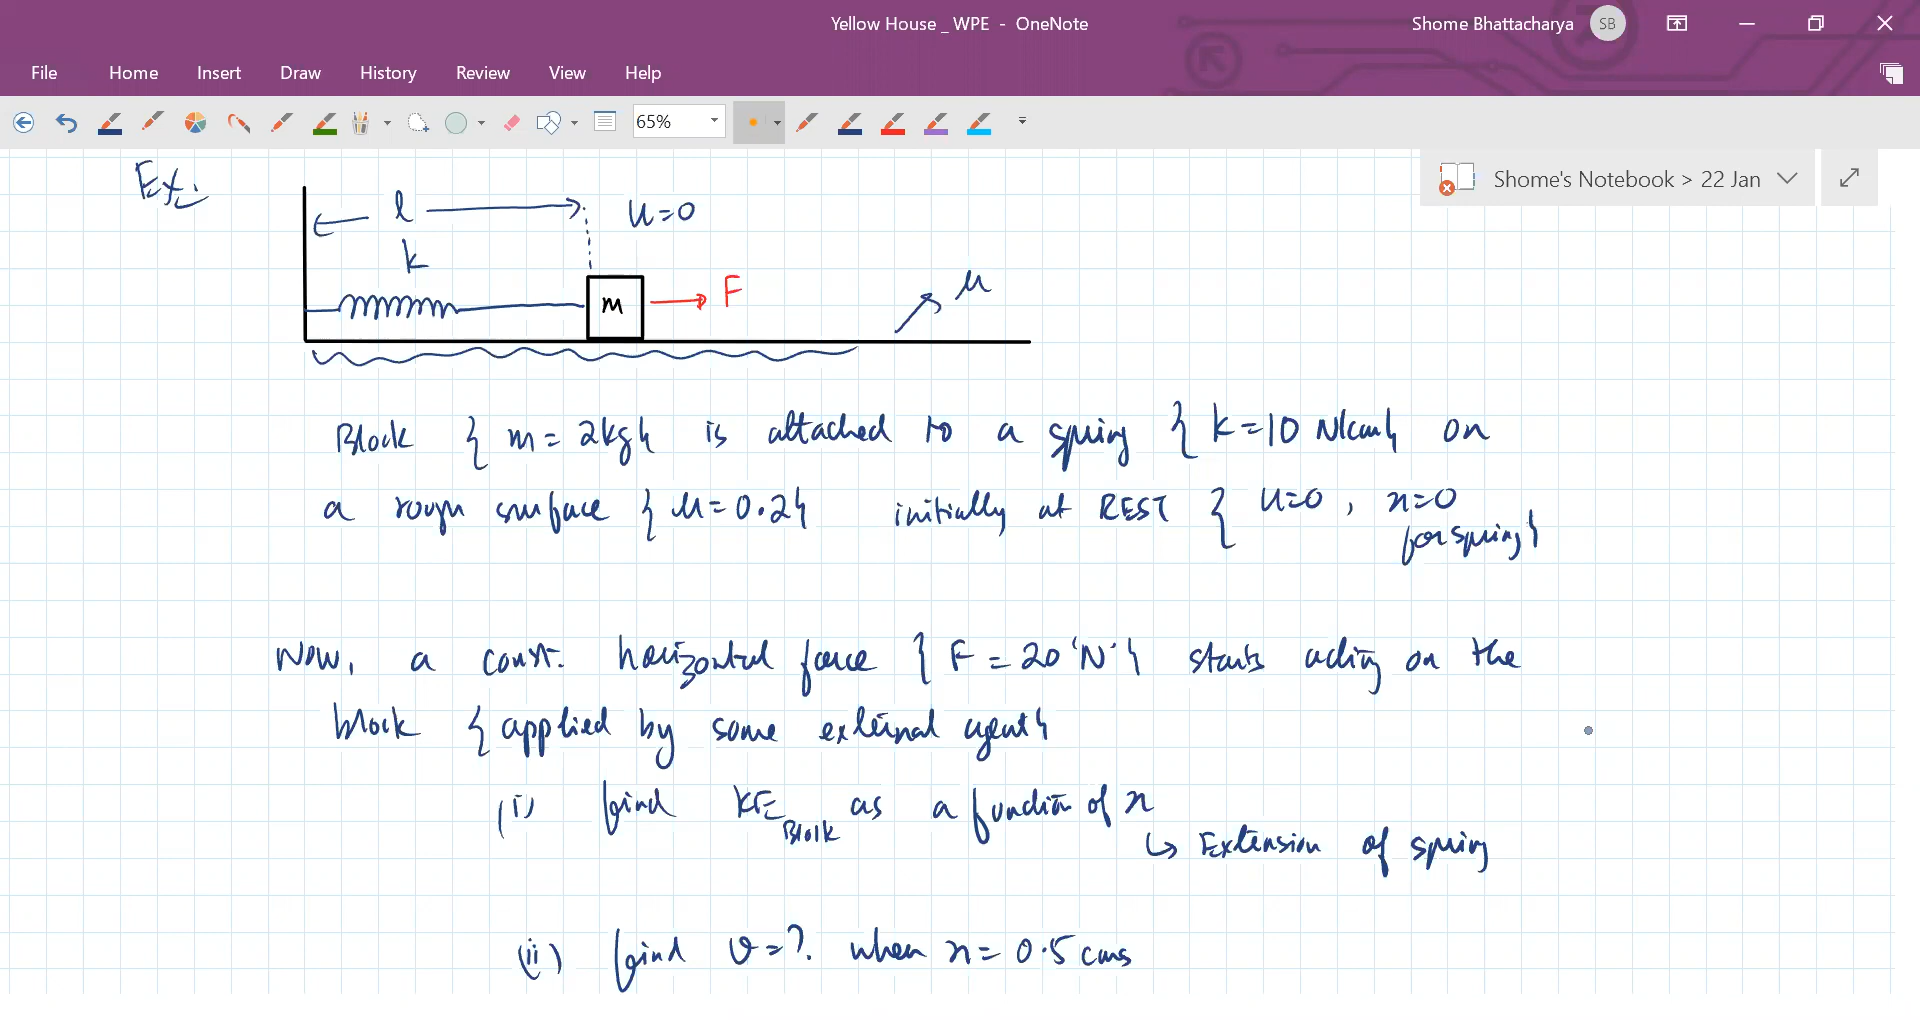 Yellow House _ WPE - OneNote
Shome Bhattacharya
SB
File Home Insert Draw History Review View Help
65%
Shome's Notebook > 22 Jan
Ex:
l
u=0
k
m
F
μ
Block { m = 2kg} is attached to a spring { k = 10 N/cm} on
a rough surface { μ = 0.2} initially at REST { u=0 , x=0
for spring}
Now, a const. horizontal force { F = 20 'N'} starts acting on the
block { applied by some external agent}
(i) find KE Block as a function of x
↳ Extension of spring
(ii) find v = ? when x = 0.5 cms